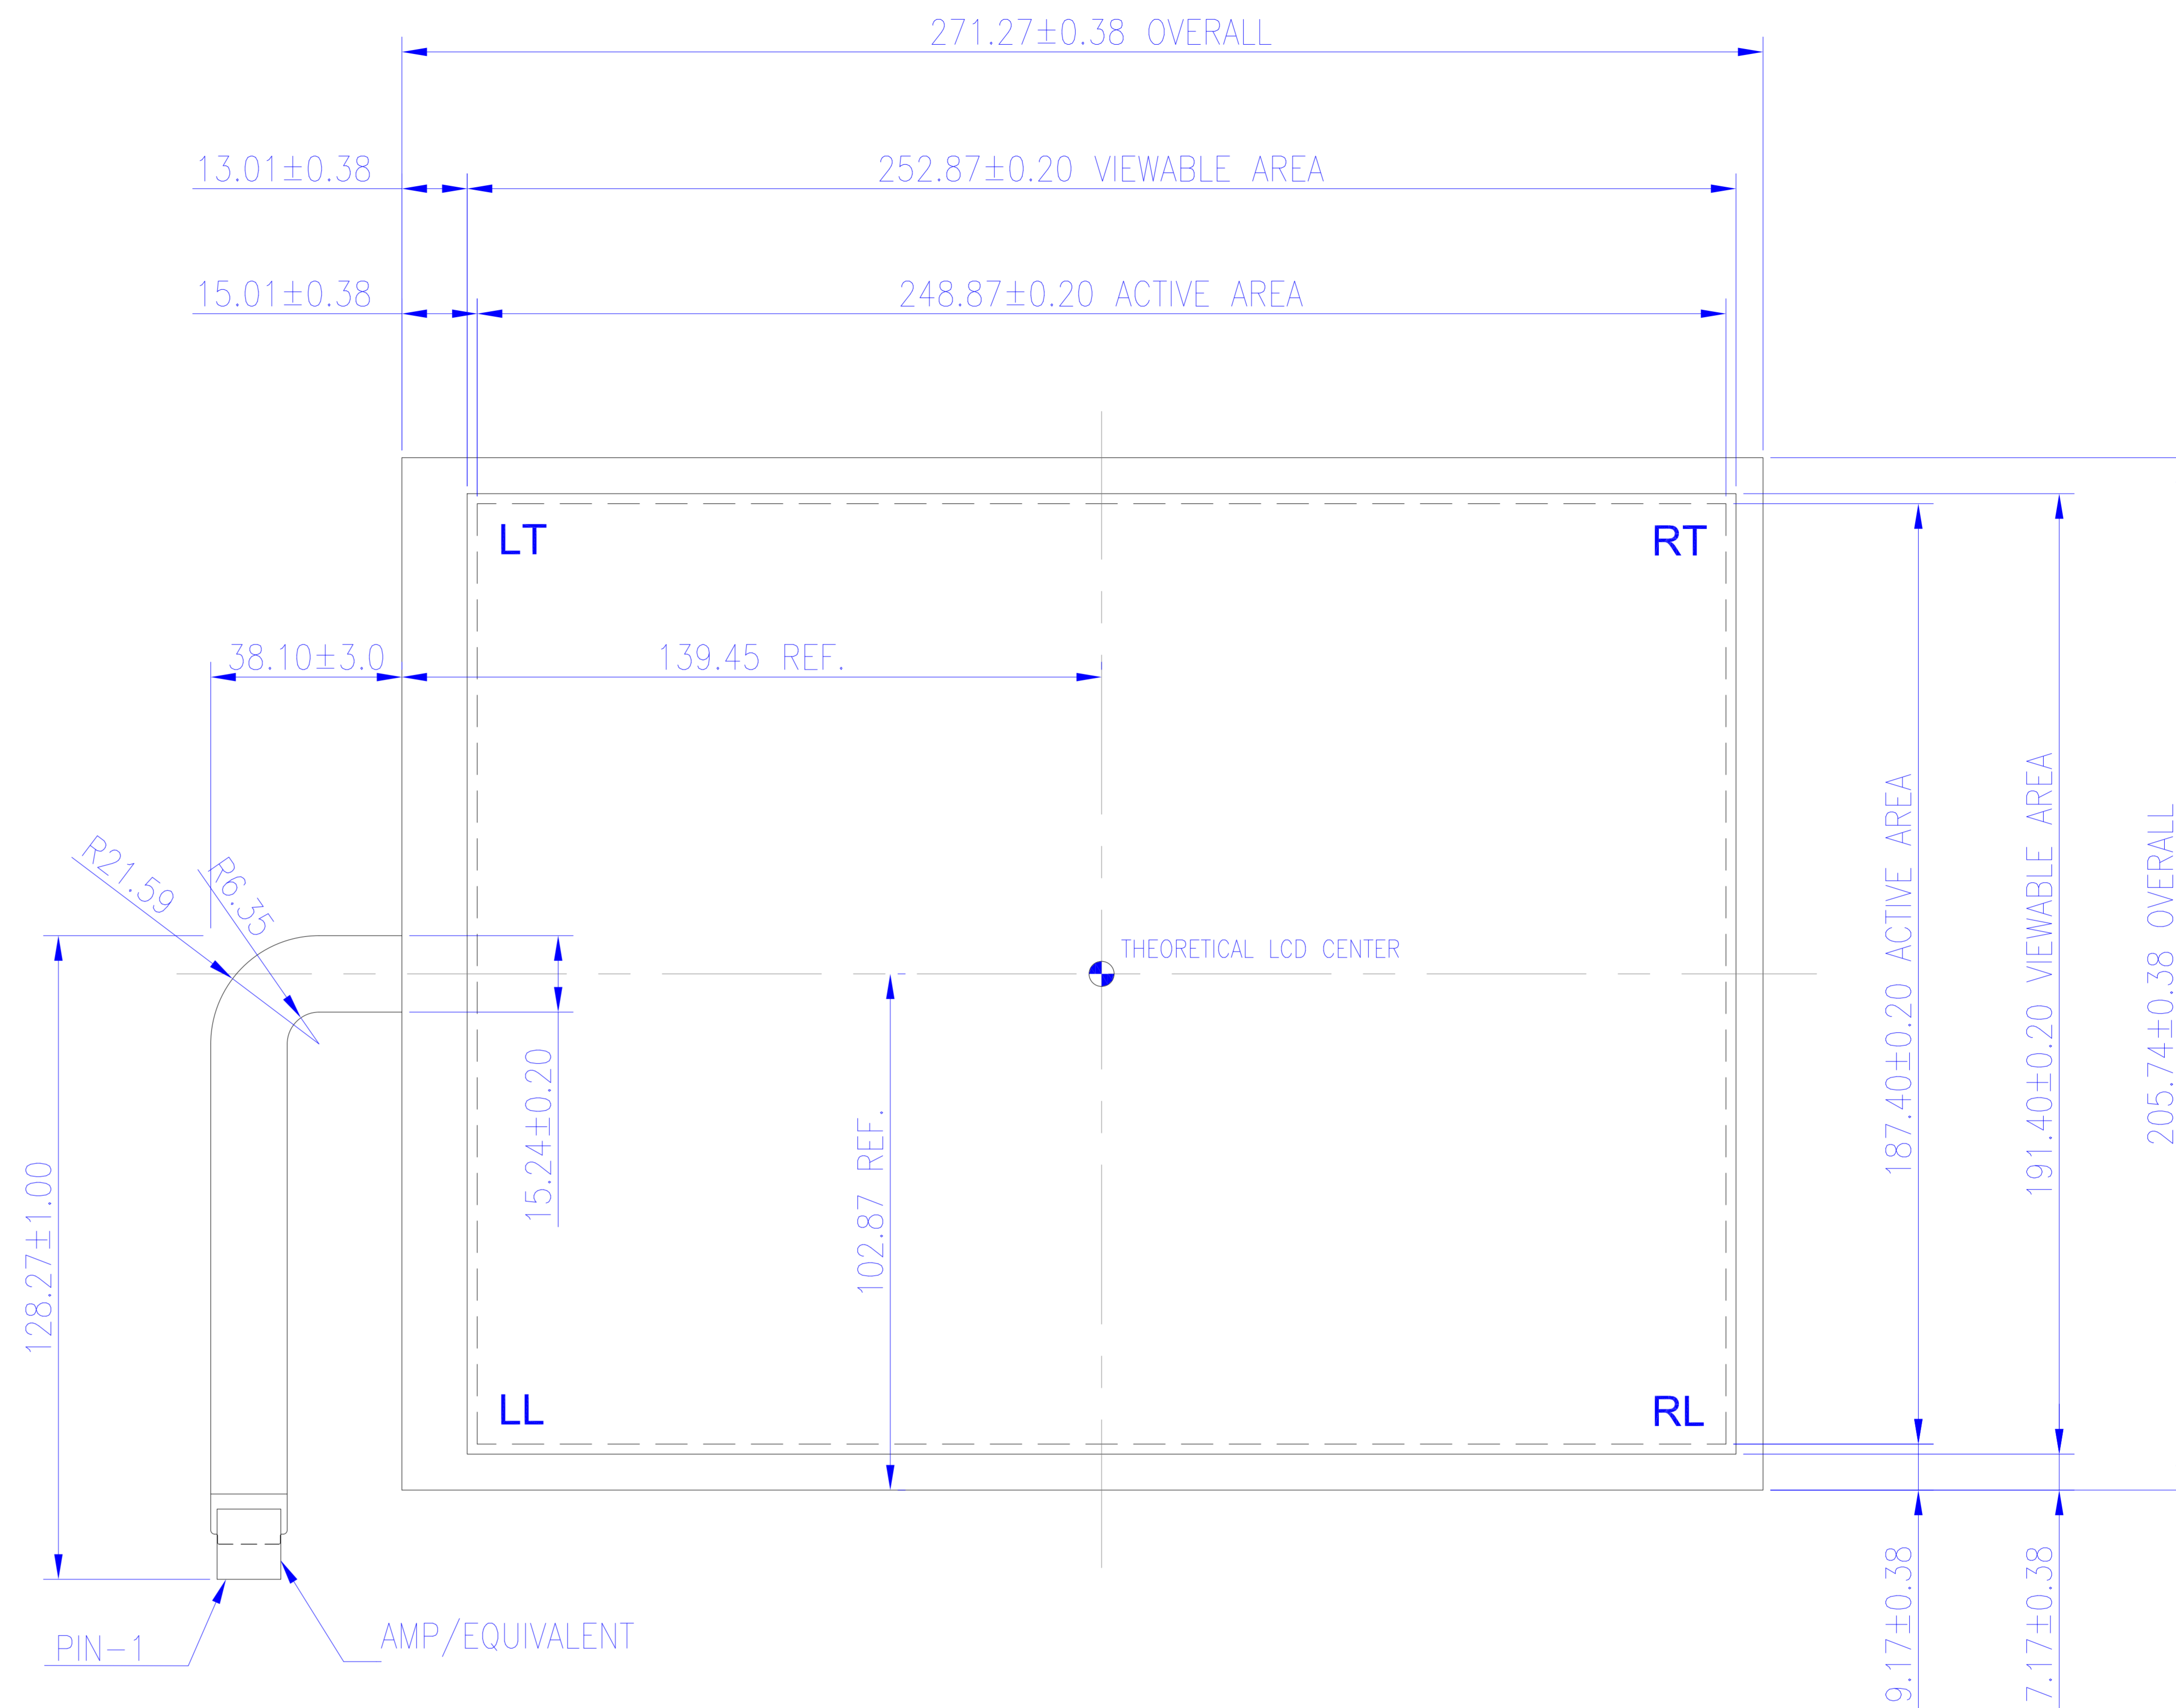 271.27±0.38 OVERALL
13.01±0.38
252.87±0.20 VIEWABLE AREA
15.01±0.38
248.87±0.20 ACTIVE AREA
LT
RT
38.10±3.0
139.45 REF.
R21.59
R6.35
THEORETICAL LCD CENTER
187.40±0.20 ACTIVE AREA
191.40±0.20 VIEWABLE AREA
205.74±0.38 OVERALL
15.24±0.20
102.87 REF.
128.27±1.00
LL
RL
9.17±0.38
7.17±0.38
AMP/EQUIVALENT
PIN-1